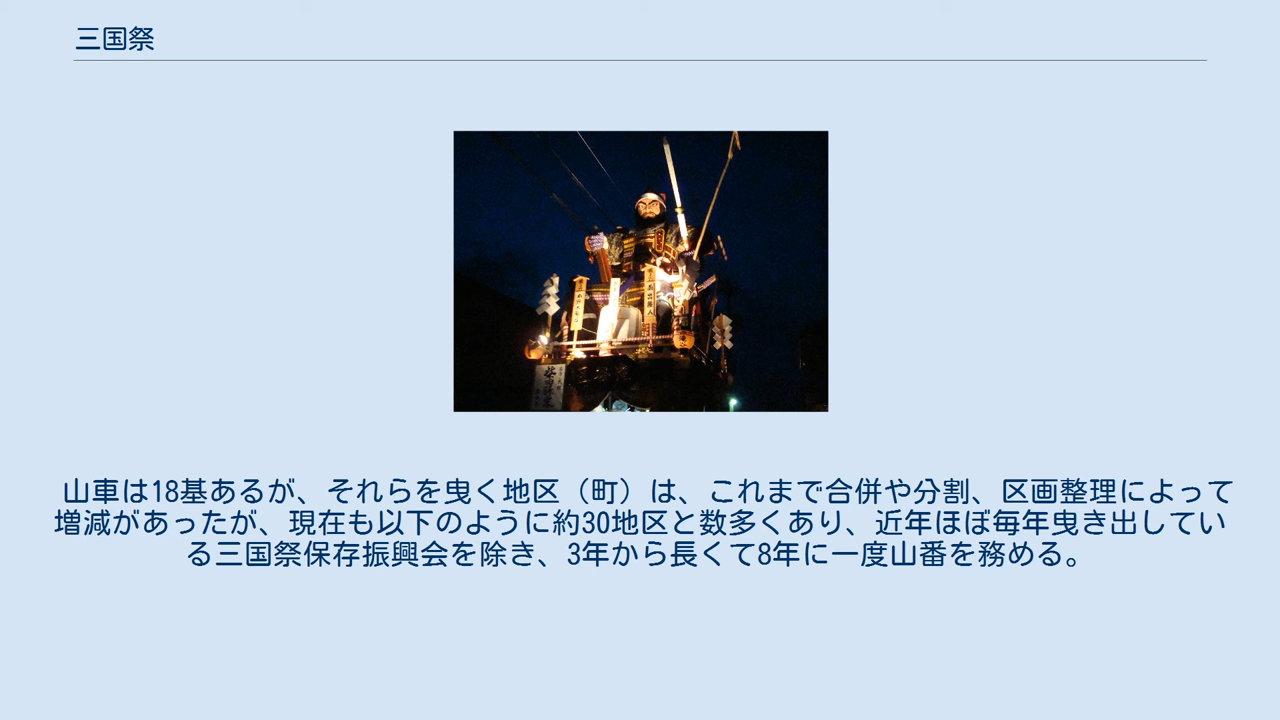 三国祭
山車は18基あるが、それらを曳く地区（町）は、これまで合併や分割、区画整理によって
増減があったが、現在も以下のように約30地区と数多くあり、近年ほぼ毎年曳き出してい
る三国祭保存振興会を除き、3年から長くて8年に一度山番を務める。